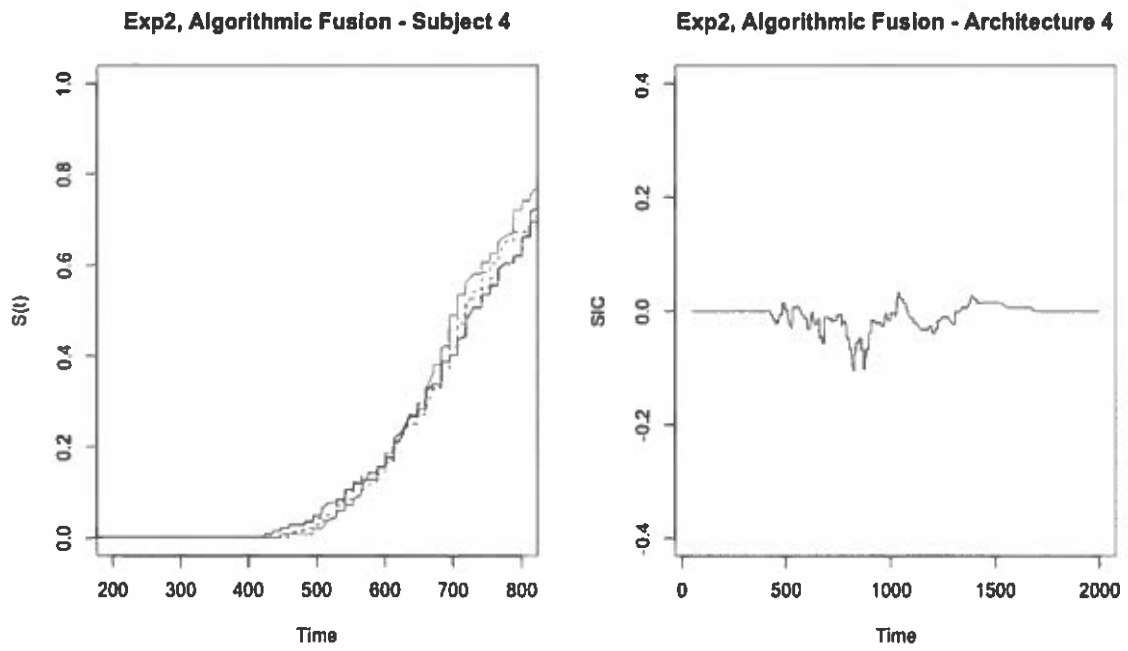 Exp2, Algorithmic Fusion - Subject 4
S(t)
1.0
0.8
0.6
0.4
0.2
0.0
200 300 400 500 600 700 800
Time
Exp2, Algorithmic Fusion - Architecture 4
SIC
0.4
0.2
0.0
-0.2
-0.4
0 500 1000 1500 2000
Time